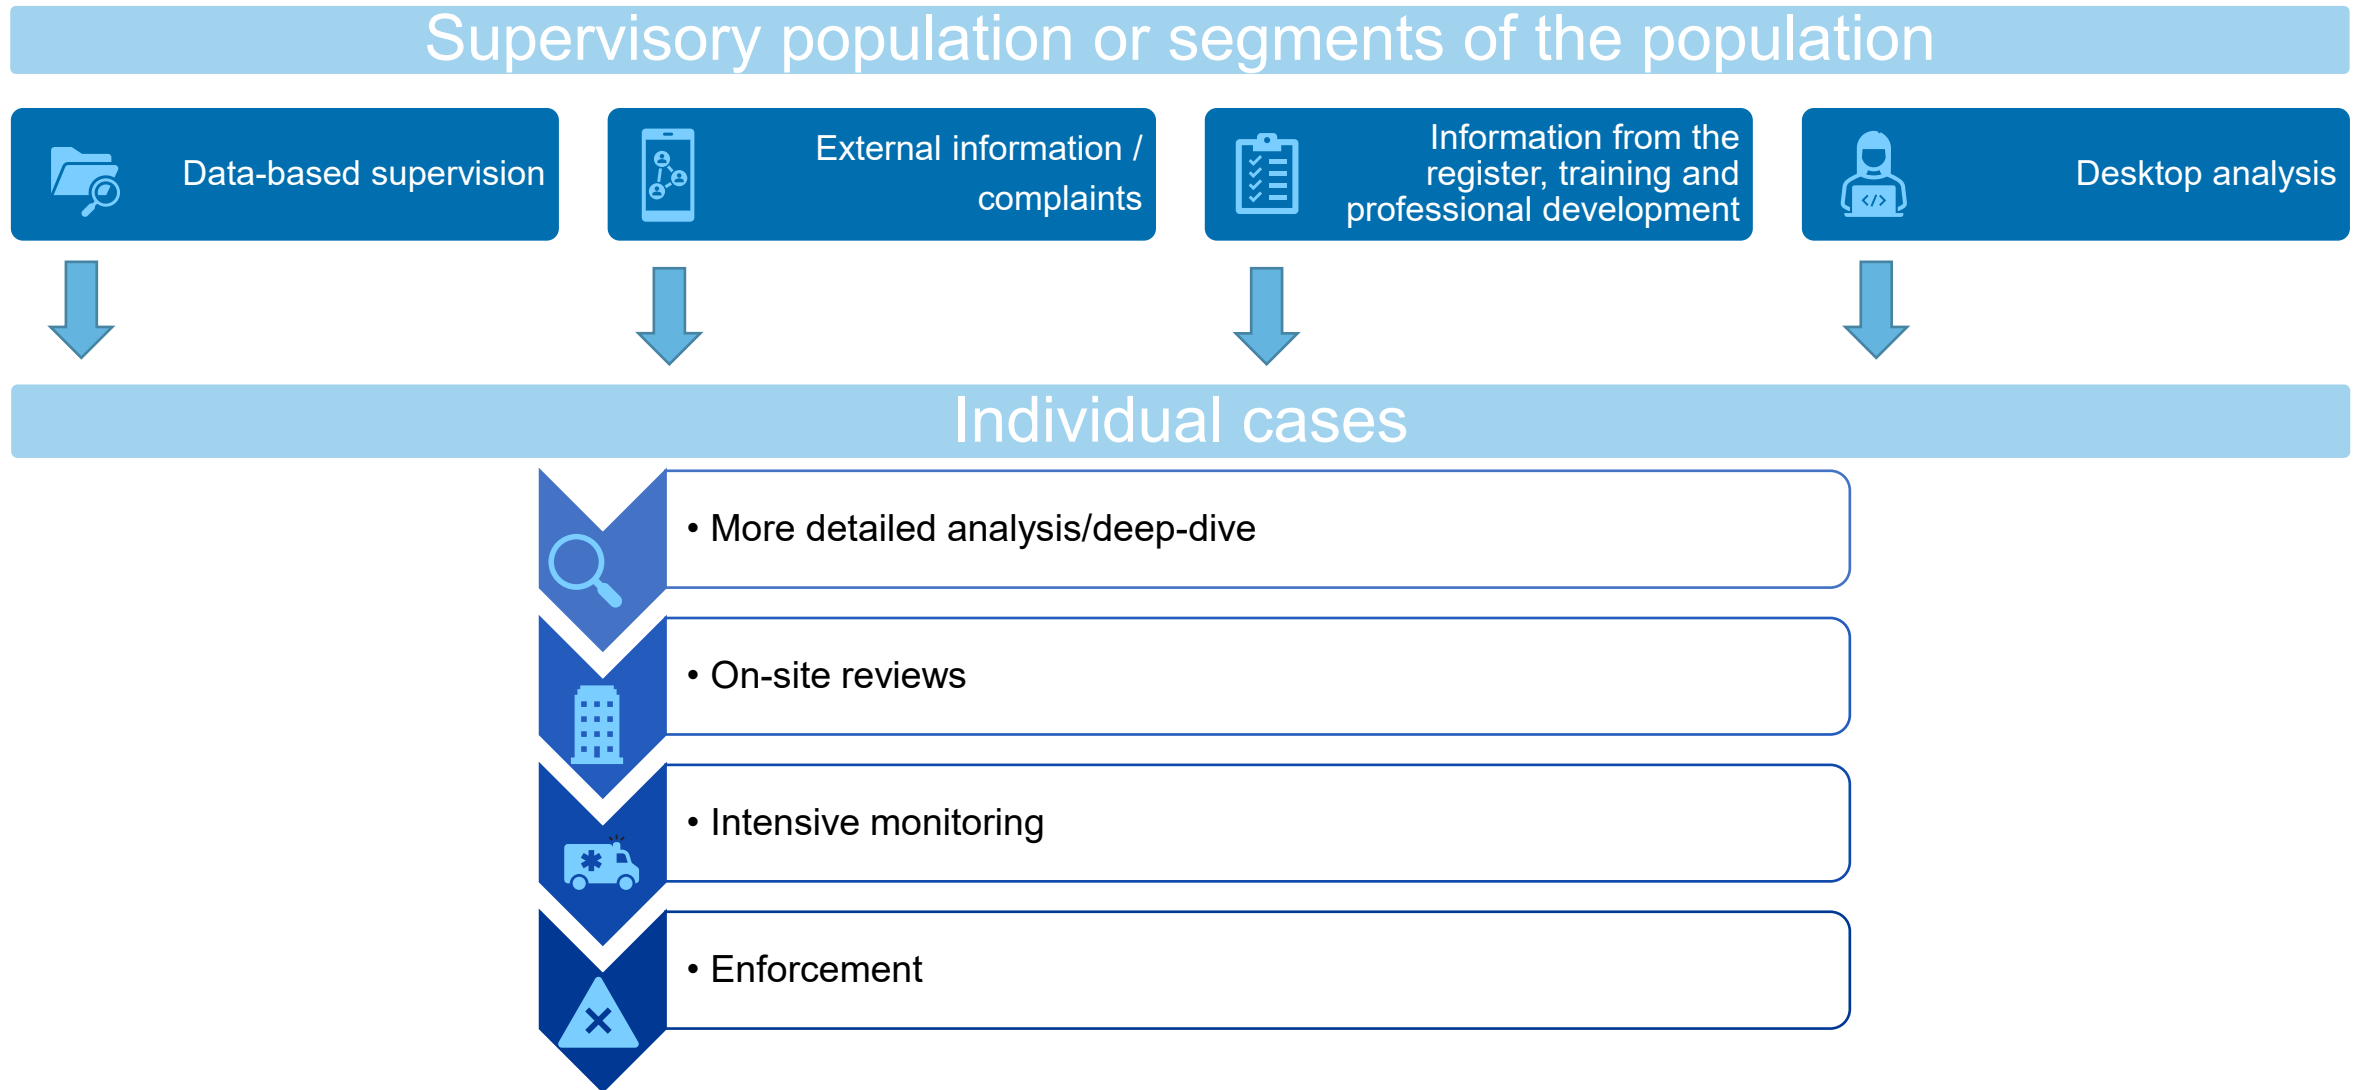 Supervisory population or segments of the population
Data-based supervision
External information /
complaints
Information from the
register, training and
professional development
Desktop analysis
</>
Individual cases
• More detailed analysis/deep-dive
• On-site reviews
• Intensive monitoring
• Enforcement